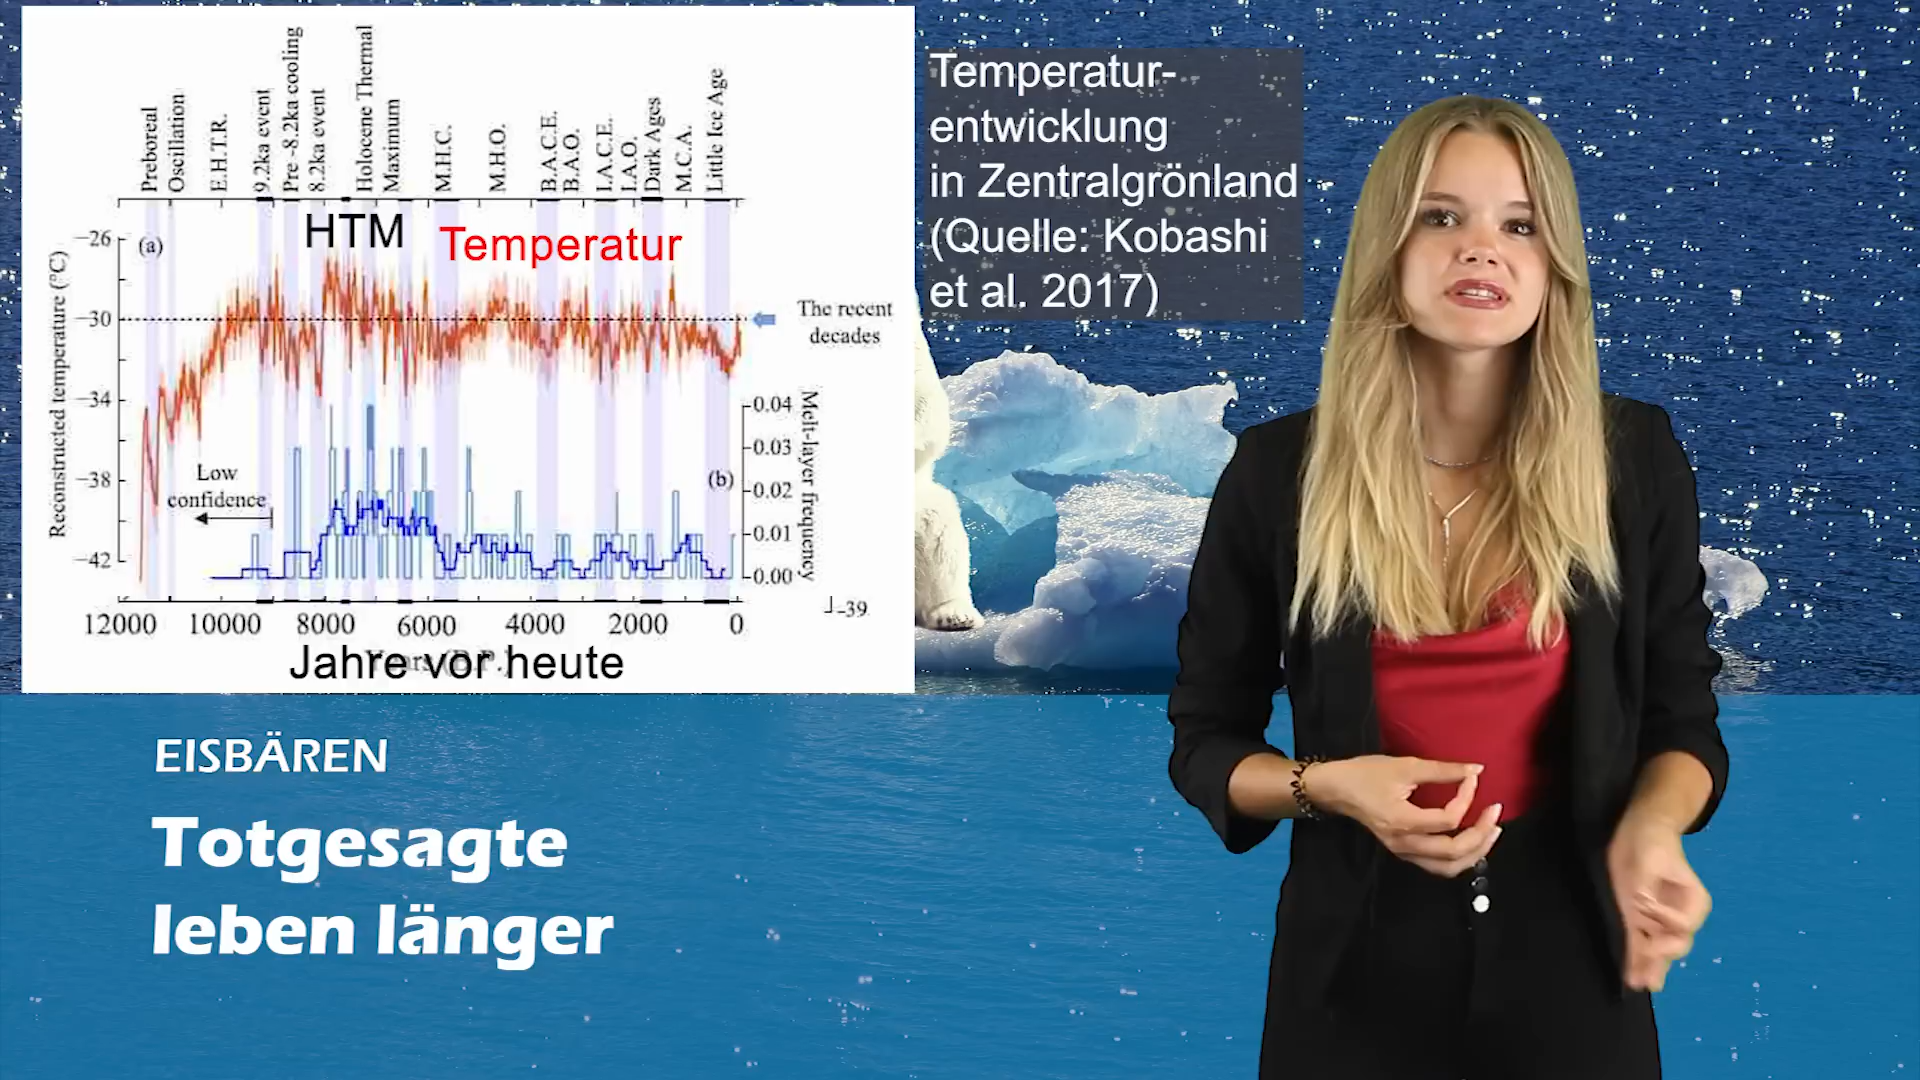 Preboreal
Oscillation
E.H.T.R.
9.2ka event
Pre -8.2ka cooling
8.2ka event
Holocene Thermal
Maximum
M.H.C.
M.H.O.
B.A.C.E.
B.A.O.
I.A.C.E.
I.A.O.
Dark Ages
M.C.A.
Little Ice Age
HTM
Temperatur
(a)
Reconstructed temperature (°C)
−26
−30
−34
−38
−42
The recent
decades
Low
confidence
(b)
0.04
0.03
0.02
0.01
0.00
Melt-layer frequency
-39
12000 10000 8000 6000 4000 2000 0
Jahre vor heute
Temperatur-
entwicklung
in Zentralgrönland
(Quelle: Kobashi
et al. 2017)
EISBÄREN
Totgesagte
leben länger